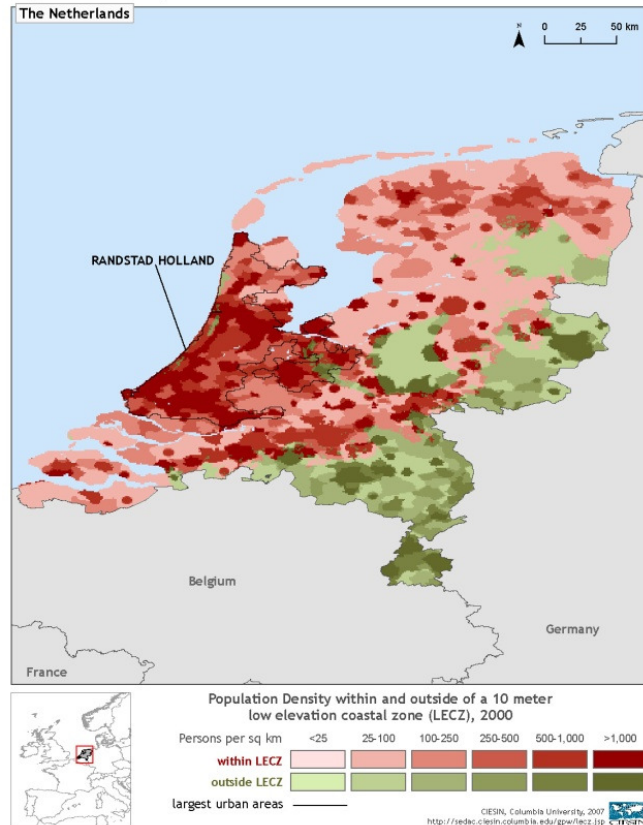 The Netherlands
0 25 50 km
RANDSTAD HOLLAND
Belgium
Germany
France
Population Density within and outside of a 10 meter
low elevation coastal zone (LECZ), 2000
Persons per sq km <25 25-100 100-250 250-500 500-1,000 >1,000
within LECZ
outside LECZ
largest urban areas
CIESIN, Columbia University, 2007
http://sedac.ciesin.columbia.edu/gpw/lecz.jsp